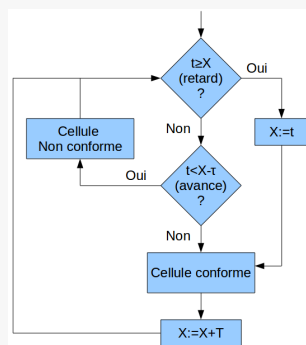 t≥X
(retard)
?
Oui
Non
X:=t
Cellule
Non conforme
Oui
t<X-τ
(avance)
?
Non
Cellule conforme
X:=X+T